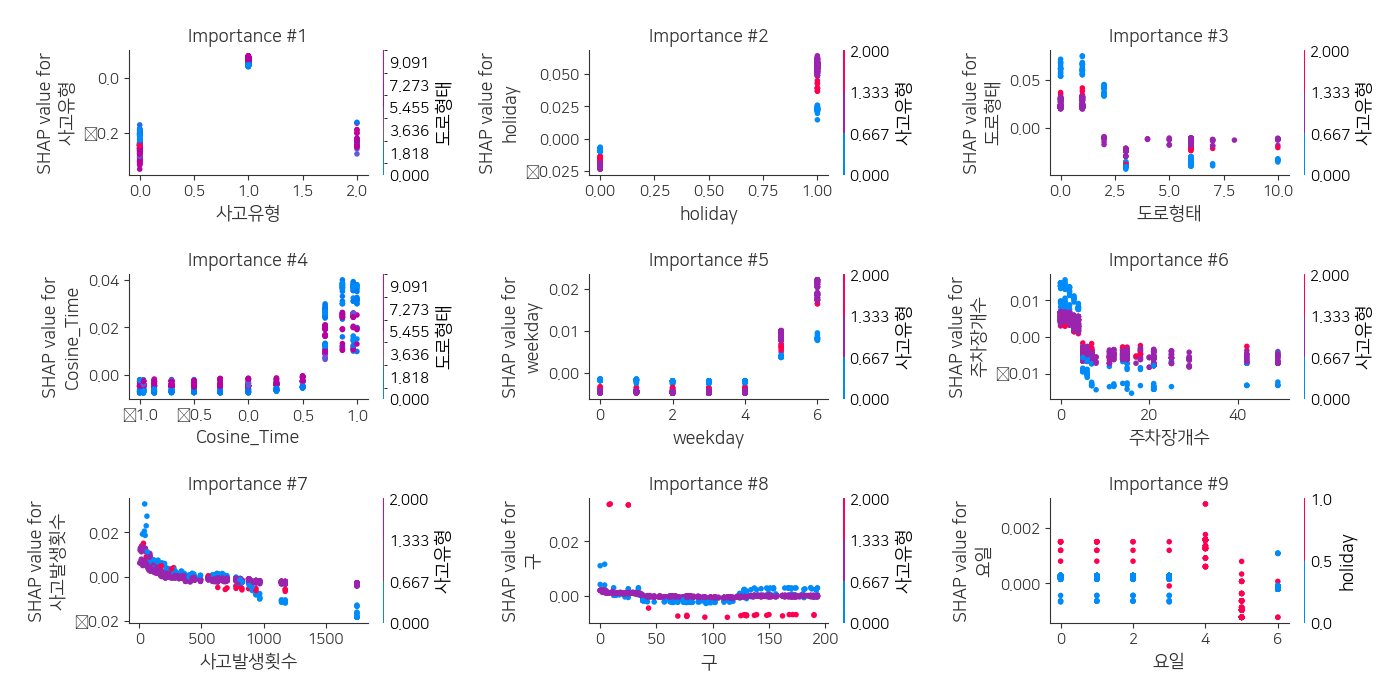 Importance #1
SHAP value for
사고유형
0.0
0.2
0.0
0.5
1.0
1.5
2.0
사고유형
9.091
7.273
5.455
3.636
1.818
0.000
도로형태
Importance #2
SHAP value for
holiday
0.050
0.025
0.000
0.025
0.00
0.25
0.50
0.75
1.00
holiday
2.000
1.333
0.667
0.000
사고유형
Importance #3
SHAP value for
도로형태
0.05
0.00
0.0
2.5
5.0
7.5
10.0
도로형태
2.000
1.333
0.667
0.000
사고유형
Importance #4
SHAP value for
Cosine_Time
0.04
0.02
0.00
1.0
0.5
0.0
0.5
1.0
Cosine_Time
9.091
7.273
5.455
3.636
1.818
0.000
도로형태
Importance #5
SHAP value for
weekday
0.02
0.01
0.00
0
2
4
6
weekday
2.000
1.333
0.667
0.000
사고유형
Importance #6
SHAP value for
주차장개수
0.01
0.00
0.01
0
20
40
주차장개수
2.000
1.333
0.667
0.000
사고유형
Importance #7
SHAP value for
사고발생횟수
0.02
0.00
0.02
0
500
1000
1500
사고발생횟수
2.000
1.333
0.667
0.000
사고유형
Importance #8
SHAP value for
구
0.02
0.00
0
50
100
150
200
구
2.000
1.333
0.667
0.000
사고유형
Importance #9
SHAP value for
요일
0.002
0.000
0
2
4
6
요일
1.0
0.5
0.0
holiday